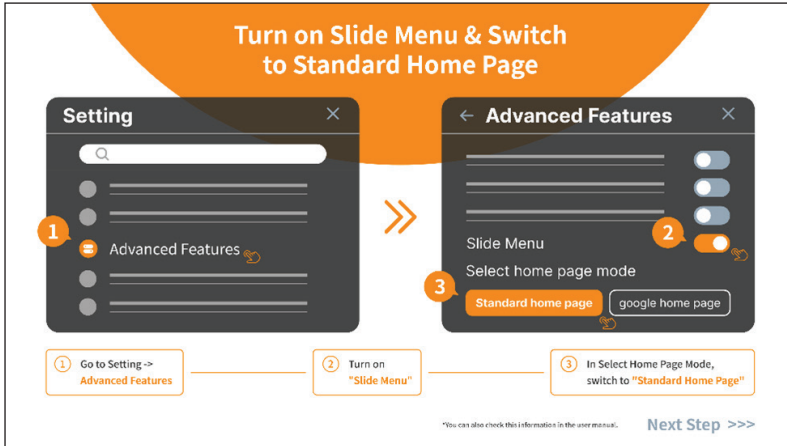 Turn on Slide Menu & Switch
to Standard Home Page
Setting
1
Advanced Features
Advanced Features
Slide Menu
2
Select home page mode
3
Standard home page
google home page
1 Go to Setting ->
Advanced Features
2 Turn on
"Slide Menu"
3 In Select Home Page Mode,
switch to "Standard Home Page"
*You can also check this information in the user manual.
Next Step >>>